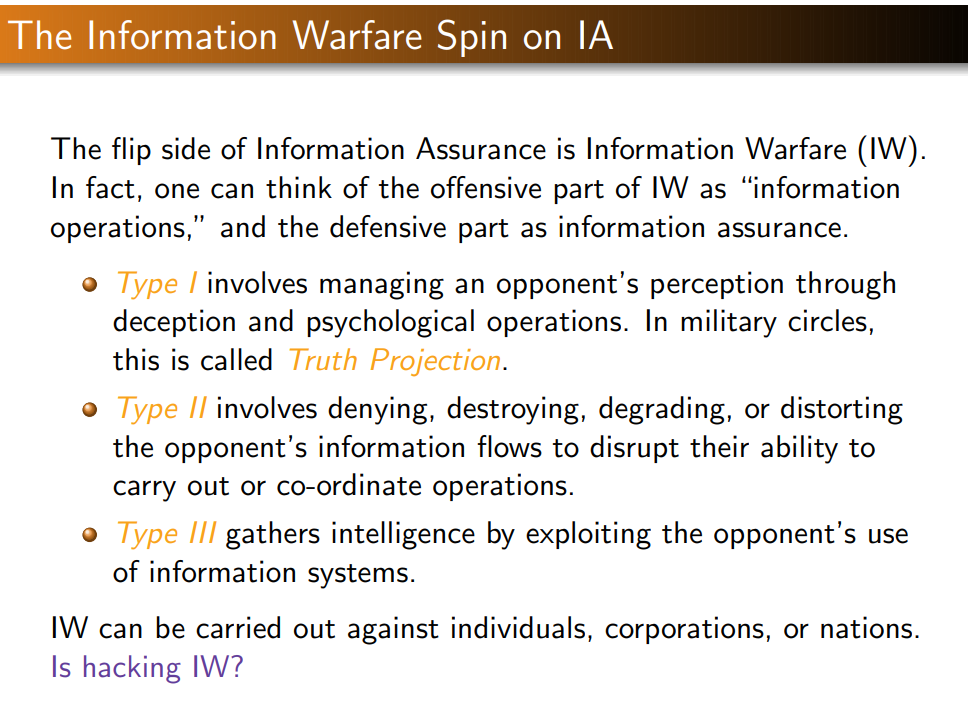 The Information Warfare Spin on IA
The flip side of Information Assurance is Information Warfare (IW).
In fact, one can think of the offensive part of IW as “information
operations,” and the defensive part as information assurance.
Type I involves managing an opponent’s perception through
deception and psychological operations. In military circles,
this is called Truth Projection.
Type II involves denying, destroying, degrading, or distorting
the opponent’s information flows to disrupt their ability to
carry out or co-ordinate operations.
Type III gathers intelligence by exploiting the opponent’s use
of information systems.
IW can be carried out against individuals, corporations, or nations.
Is hacking IW?